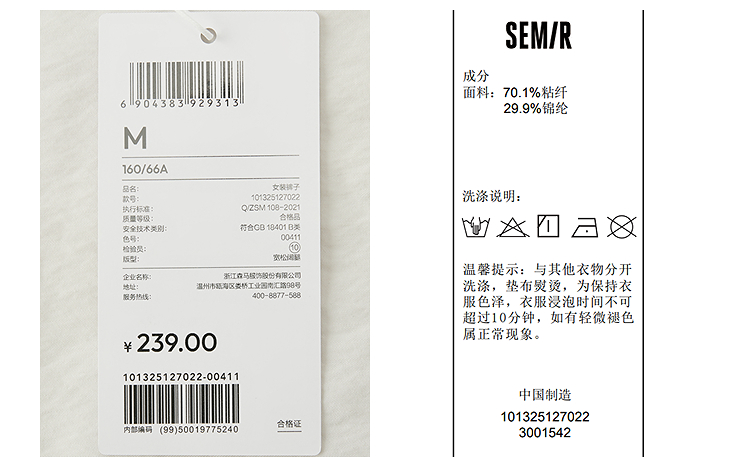 6 904383 929313
M
160/66A
品名: 女装裤子
款号: 101325127022
执行标准: Q/ZSM 108-2021
质量等级: 合格品
安全技术类别: 符合GB 18401 B类
色号: 00411
检验员: 10
版型: 宽松阔腿
企业名称: 浙江森马服饰股份有限公司
地址: 温州市瓯海区娄桥工业园南汇路98号
服务热线: 400-8877-588
¥ 239.00
101325127022-00411
内部编码 (99)50019775240
合格证
SEMIR
成分
面料: 70.1%粘纤
29.9%锦纶
洗涤说明:
温馨提示: 与其他衣物分开
洗涤, 垫布熨烫, 为保持衣
服色泽, 衣服浸泡时间不可
超过10分钟, 如有轻微褪色
属正常现象。
中国制造
101325127022
3001542